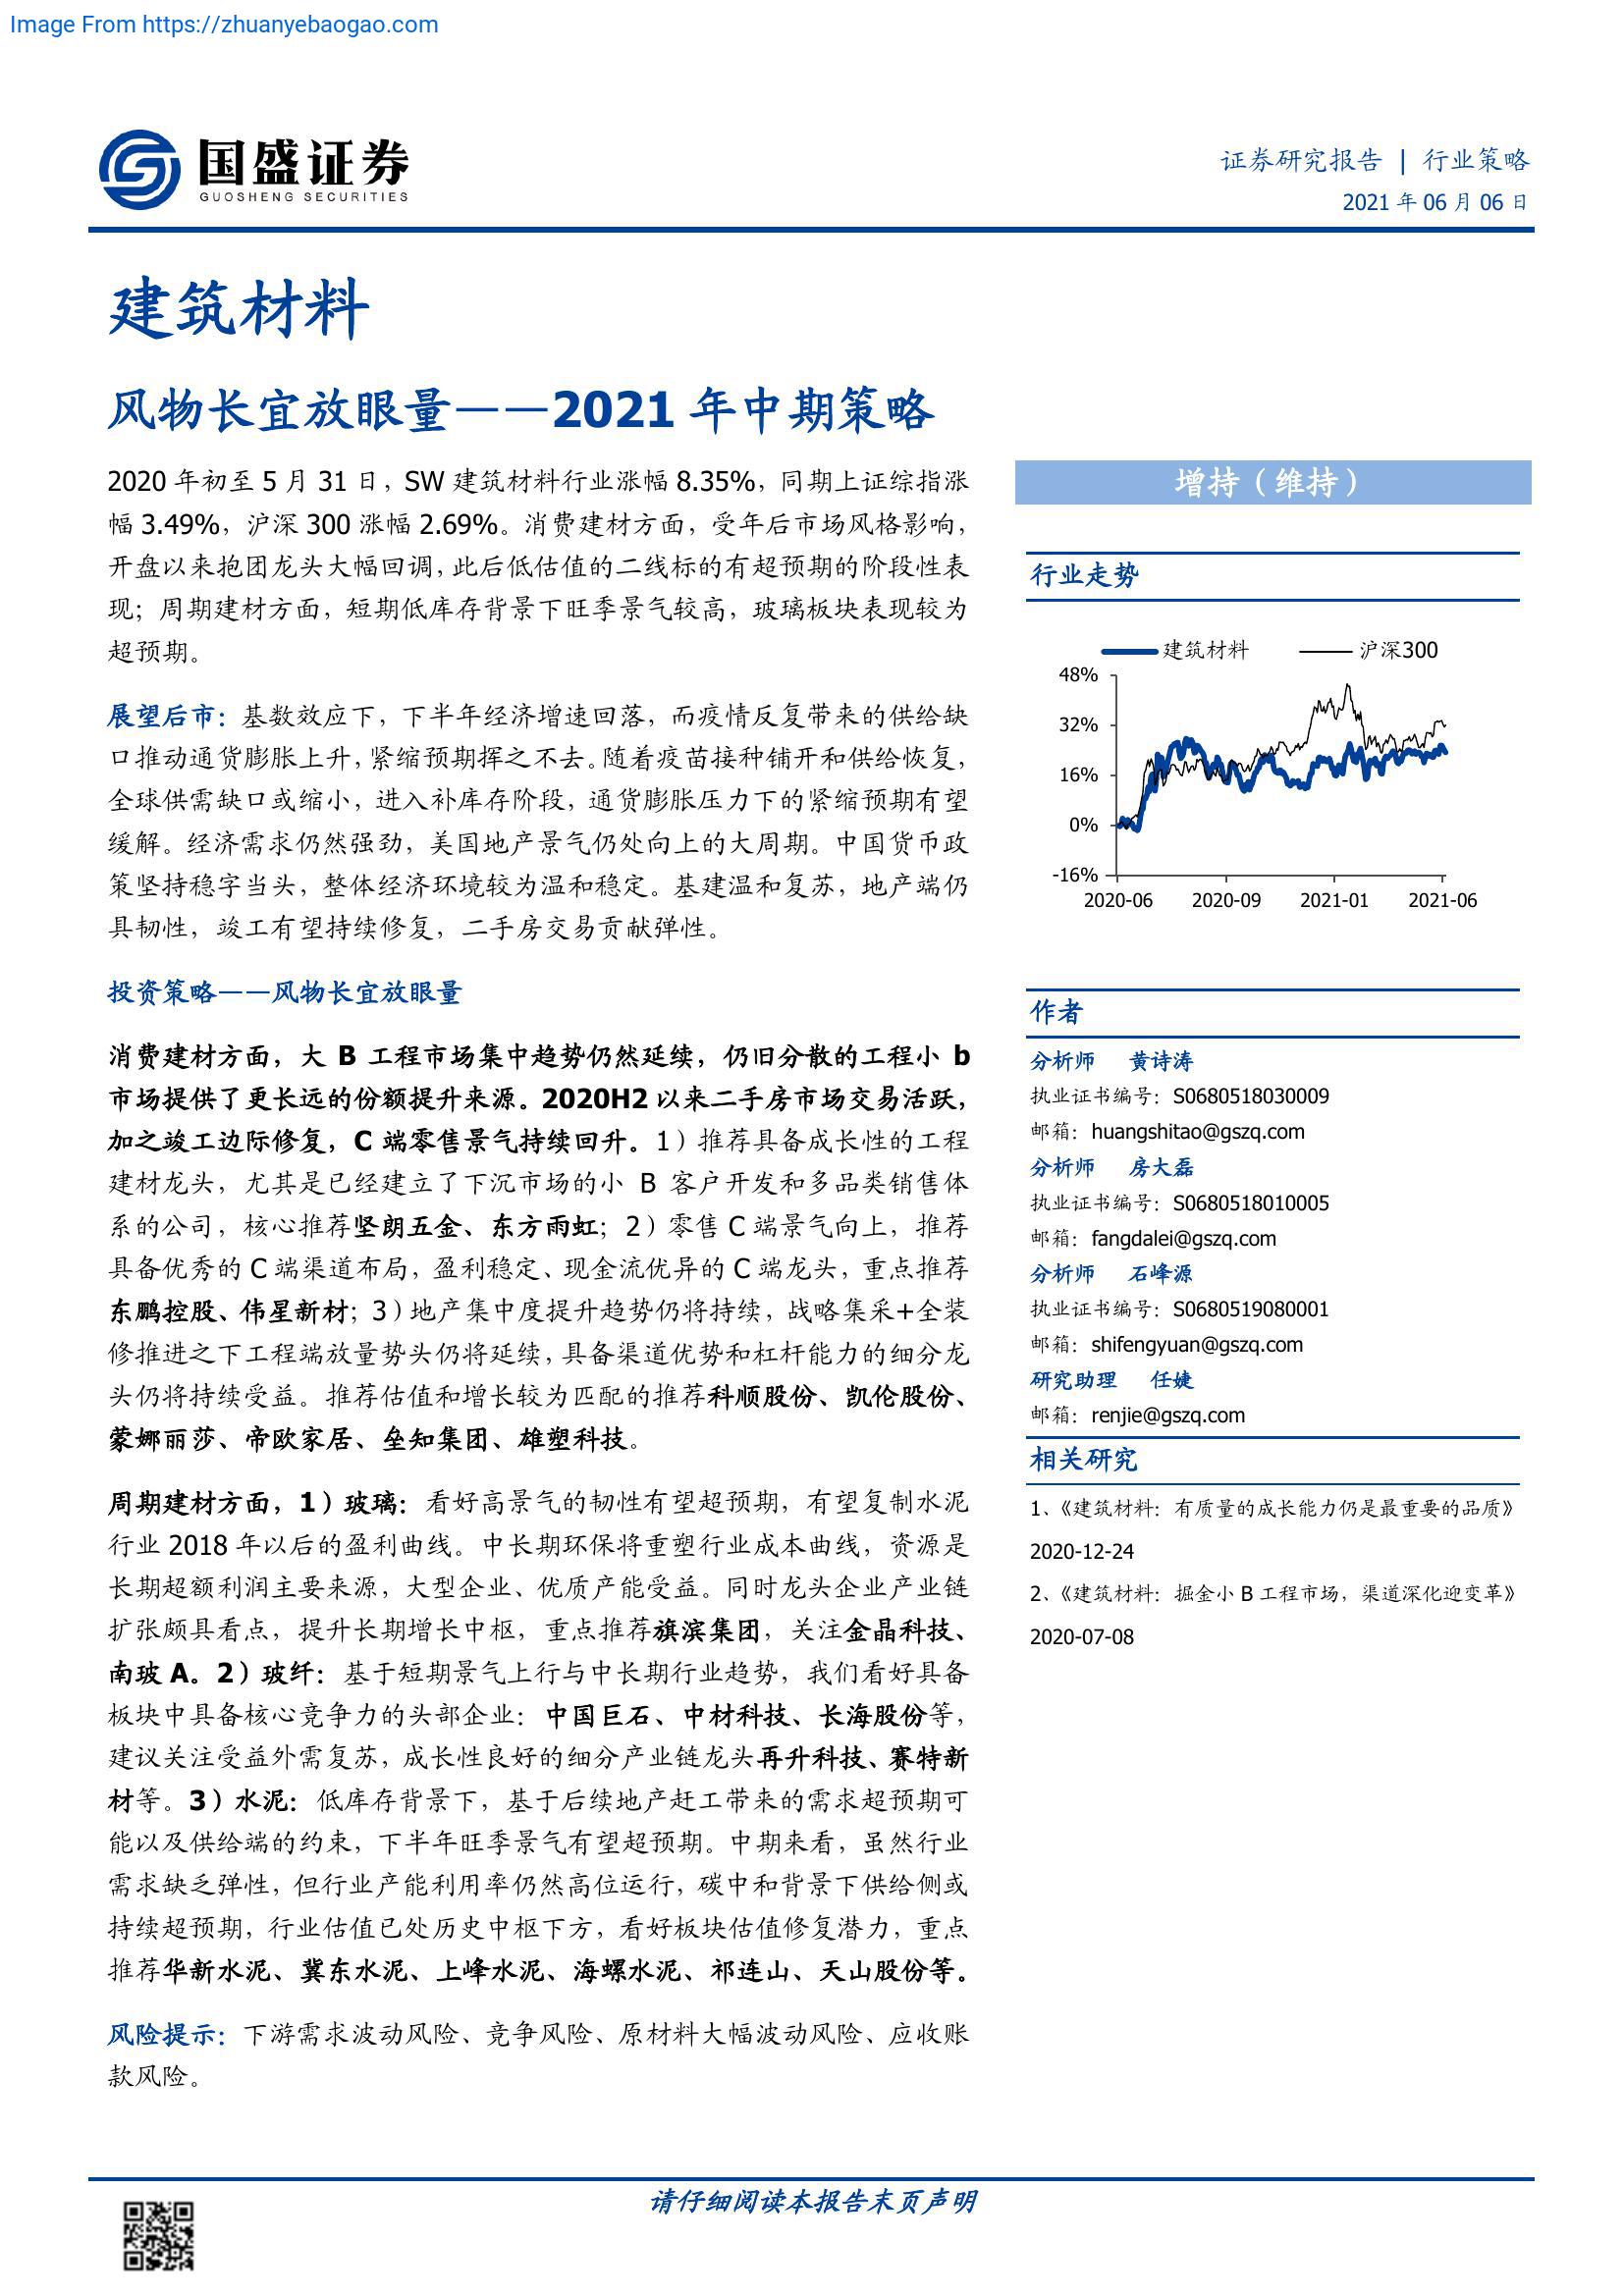 Image From https://zhuanyebaogao.com
国盛证券
GUOSHENG SECURITIES
证券研究报告 | 行业策略
2021 年 06 月 06 日
建筑材料
风物长宜放眼量——2021 年中期策略
2020 年初至 5 月 31 日，SW 建筑材料行业涨幅 8.35%，同期上证综指涨
幅 3.49%，沪深 300 涨幅 2.69%。消费建材方面，受年后市场风格影响，
开盘以来抱团龙头大幅回调，此后低估值的二线标的有超预期的阶段性表
现；周期建材方面，短期低库存背景下旺季景气较高，玻璃板块表现较为
超预期。
展望后市：基数效应下，下半年经济增速回落，而疫情反复带来的供给缺
口推动通货膨胀上升，紧缩预期挥之不去。随着疫苗接种铺开和供给恢复，
全球供需缺口或缩小，进入补库存阶段，通货膨胀压力下的紧缩预期有望
缓解。经济需求仍然强劲，美国地产景气仍处向上的大周期。中国货币政
策坚持稳字当头，整体经济环境较为温和稳定。基建温和复苏，地产端仍
具韧性，竣工有望持续修复，二手房交易贡献弹性。
投资策略——风物长宜放眼量
消费建材方面，大 B 工程市场集中趋势仍然延续，仍旧分散的工程小 b
市场提供了更长远的份额提升来源。2020H2 以来二手房市场交易活跃，
加之竣工边际修复，C 端零售景气持续回升。1）推荐具备成长性的工程
建材龙头，尤其是已经建立了下沉市场的小 B 客户开发和多品类销售体
系的公司，核心推荐坚朗五金、东方雨虹；2）零售 C 端景气向上，推荐
具备优秀的 C 端渠道布局，盈利稳定、现金流优异的 C 端龙头，重点推荐
东鹏控股、伟星新材；3）地产集中度提升趋势仍将持续，战略集采+全装
修推进之下工程端放量势头仍将延续，具备渠道优势和杠杆能力的细分龙
头仍将持续受益。推荐估值和增长较为匹配的推荐科顺股份、凯伦股份、
蒙娜丽莎、帝欧家居、垒知集团、雄塑科技。
周期建材方面，1）玻璃：看好高景气的韧性有望超预期，有望复制水泥
行业 2018 年以后的盈利曲线。中长期环保将重塑行业成本曲线，资源是
长期超额利润主要来源，大型企业、优质产能受益。同时龙头企业产业链
扩张颇具看点，提升长期增长中枢，重点推荐旗滨集团，关注金晶科技、
南玻 A。2）玻纤：基于短期景气上行与中长期行业趋势，我们看好具备
板块中具备核心竞争力的头部企业：中国巨石、中材科技、长海股份等，
建议关注受益外需复苏，成长性良好的细分产业链龙头再升科技、赛特新
材等。3）水泥：低库存背景下，基于后续地产赶工带来的需求超预期可
能以及供给端的约束，下半年旺季景气有望超预期。中期来看，虽然行业
需求缺乏弹性，但行业产能利用率仍然高位运行，碳中和背景下供给侧或
持续超预期，行业估值已处历史中枢下方，看好板块估值修复潜力，重点
推荐华新水泥、冀东水泥、上峰水泥、海螺水泥、祁连山、天山股份等。
风险提示：下游需求波动风险、竞争风险、原材料大幅波动风险、应收账
款风险。
增持（维持）
行业走势
建筑材料 沪深300
48%
32%
16%
0%
-16%
2020-06 2020-09 2021-01 2021-06
作者
分析师 黄诗涛
执业证书编号：S0680518030009
邮箱：huangshitao@gszq.com
分析师 房大磊
执业证书编号：S0680518010005
邮箱：fangdalei@gszq.com
分析师 石峰源
执业证书编号：S0680519080001
邮箱：shifengyuan@gszq.com
研究助理 任婕
邮箱：renjie@gszq.com
相关研究
1、《建筑材料：有质量的成长能力仍是最重要的品质》
2020-12-24
2、《建筑材料：掘金小 B 工程市场，渠道深化迎变革》
2020-07-08
请仔细阅读本报告末页声明